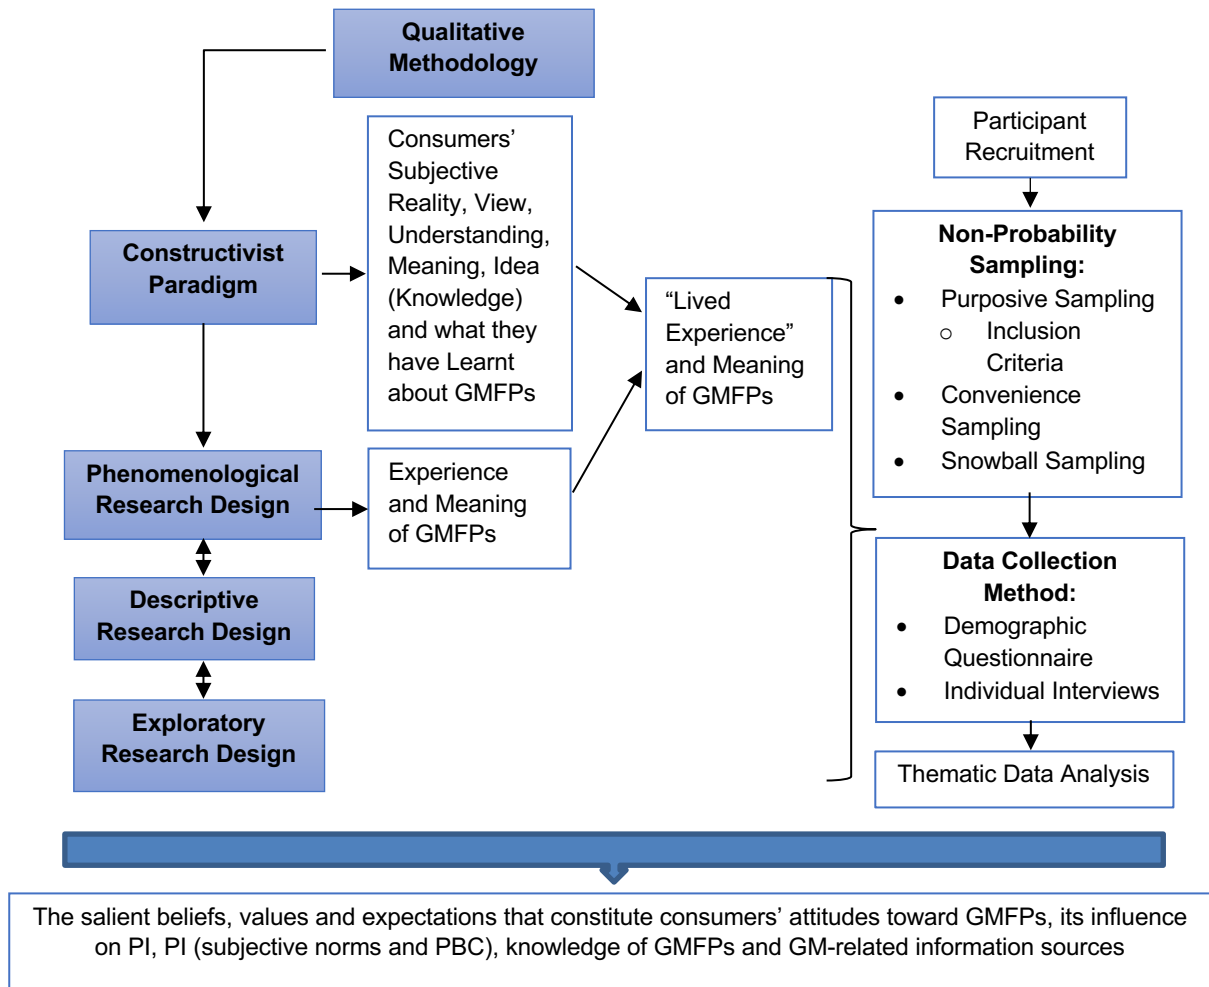 Qualitative
Methodology
Constructivist
Paradigm
Phenomenological
Research Design
Descriptive
Research Design
Exploratory
Research Design
Consumers’
Subjective
Reality, View,
Understanding,
Meaning, Idea
(Knowledge)
and what they
have Learnt
about GMFPs
Experience
and Meaning
of GMFPs
“Lived
Experience”
and Meaning
of GMFPs
Participant
Recruitment
Non-Probability
Sampling:
• Purposive Sampling
o Inclusion
Criteria
• Convenience
Sampling
• Snowball Sampling
Data Collection
Method:
• Demographic
Questionnaire
• Individual Interviews
Thematic Data Analysis
The salient beliefs, values and expectations that constitute consumers’ attitudes toward GMFPs, its influence
on PI, PI (subjective norms and PBC), knowledge of GMFPs and GM-related information sources